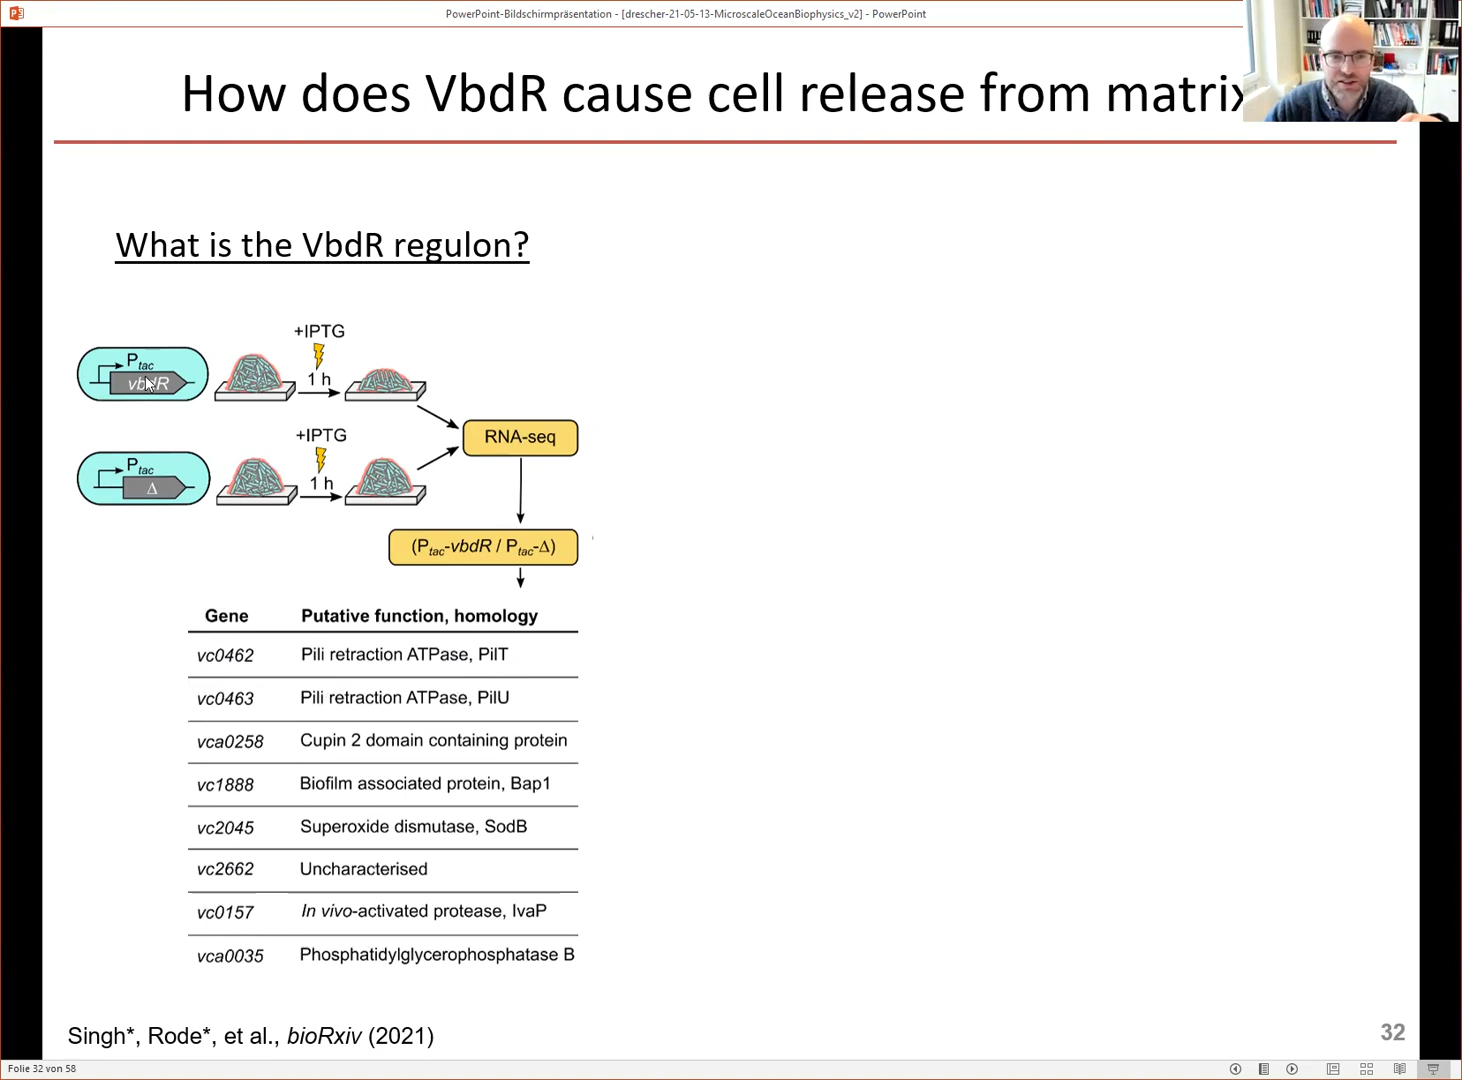 PowerPoint-Bildschirmpräsentation - [drescher-21-05-13-MicroscaleOceanBiophysics_v2] - PowerPoint
How does VbdR cause cell release from matrix
What is the VbdR regulon?
+IPTG
Ptac
vbdR
1 h
+IPTG
Ptac
Δ
1 h
RNA-seq
(Ptac-vbdR / Ptac-Δ)
Gene Putative function, homology
vc0462 Pili retraction ATPase, PilT
vc0463 Pili retraction ATPase, PilU
vca0258 Cupin 2 domain containing protein
vc1888 Biofilm associated protein, Bap1
vc2045 Superoxide dismutase, SodB
vc2662 Uncharacterised
vc0157 In vivo-activated protease, IvaP
vca0035 Phosphatidylglycerophosphatase B
Singh*, Rode*, et al., bioRxiv (2021)
32
Folie 32 von 58